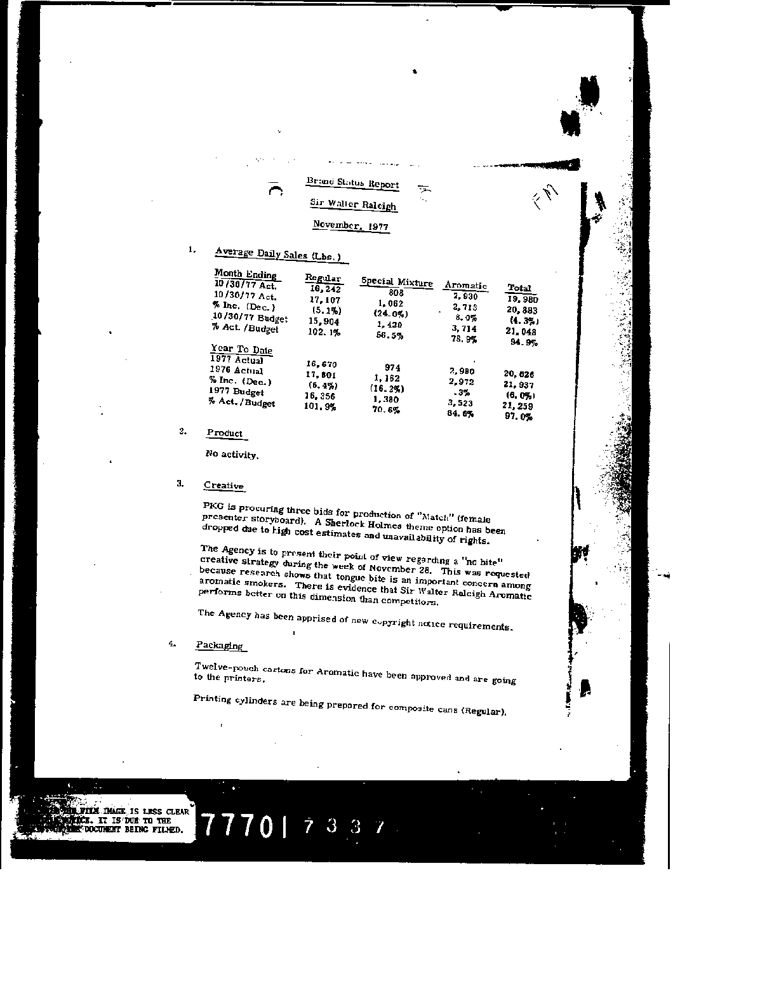 Brand Status Report
Sir Walter Raleigh
November, 1977
FM
1. Average Daily Sales (Lbs.)
Month Ending Regular Special Mixture Aromatic Total
10/30/77 Act. 16,242 808 2,930 19,980
10/30/77 Act. 17,107 1,062 2,713 20,883
% Inc. (Dec.) (5.1%) (24.0%) 8.0% (4.3%)
10/30/77 Budget 15,904 1,430 3,714 21,048
% Act. /Budget 102.1% 56.5% 78.9% 94.9%
Year To Date
1977 Actual 16,670 974 2,980 20,626
1976 Actual 17,801 1,162 2,972 21,937
% Inc. (Dec.) (6.4%) (16.2%) .3% (6.0%)
1977 Budget 16,356 1,380 3,523 21,259
% Act. /Budget 101.9% 70.6% 84.6% 97.0%
2. Product
No activity.
3. Creative
PKG is procuring three bids for production of "Match" (female
presenter storyboard). A Sherlock Holmes theme option has been
dropped due to high cost estimates and unavailability of rights.
The Agency is to present their point of view regarding a "no bite"
creative strategy during the week of November 28. This was requested
because research shows that tongue bite is an important concern among
aromatic smokers. There is evidence that Sir Walter Raleigh Aromatic
performs better on this dimension than competitors.
The Agency has been apprised of new copyright notice requirements.
4. Packaging
Twelve-pouch cartons for Aromatic have been approved and are going
to the printers.
Printing cylinders are being prepared for composite cans (Regular).
FILM IMAGE IS LESS CLEAR
IT IS DUE TO THE
DOCUMENT BEING FILMED.
77701 7337